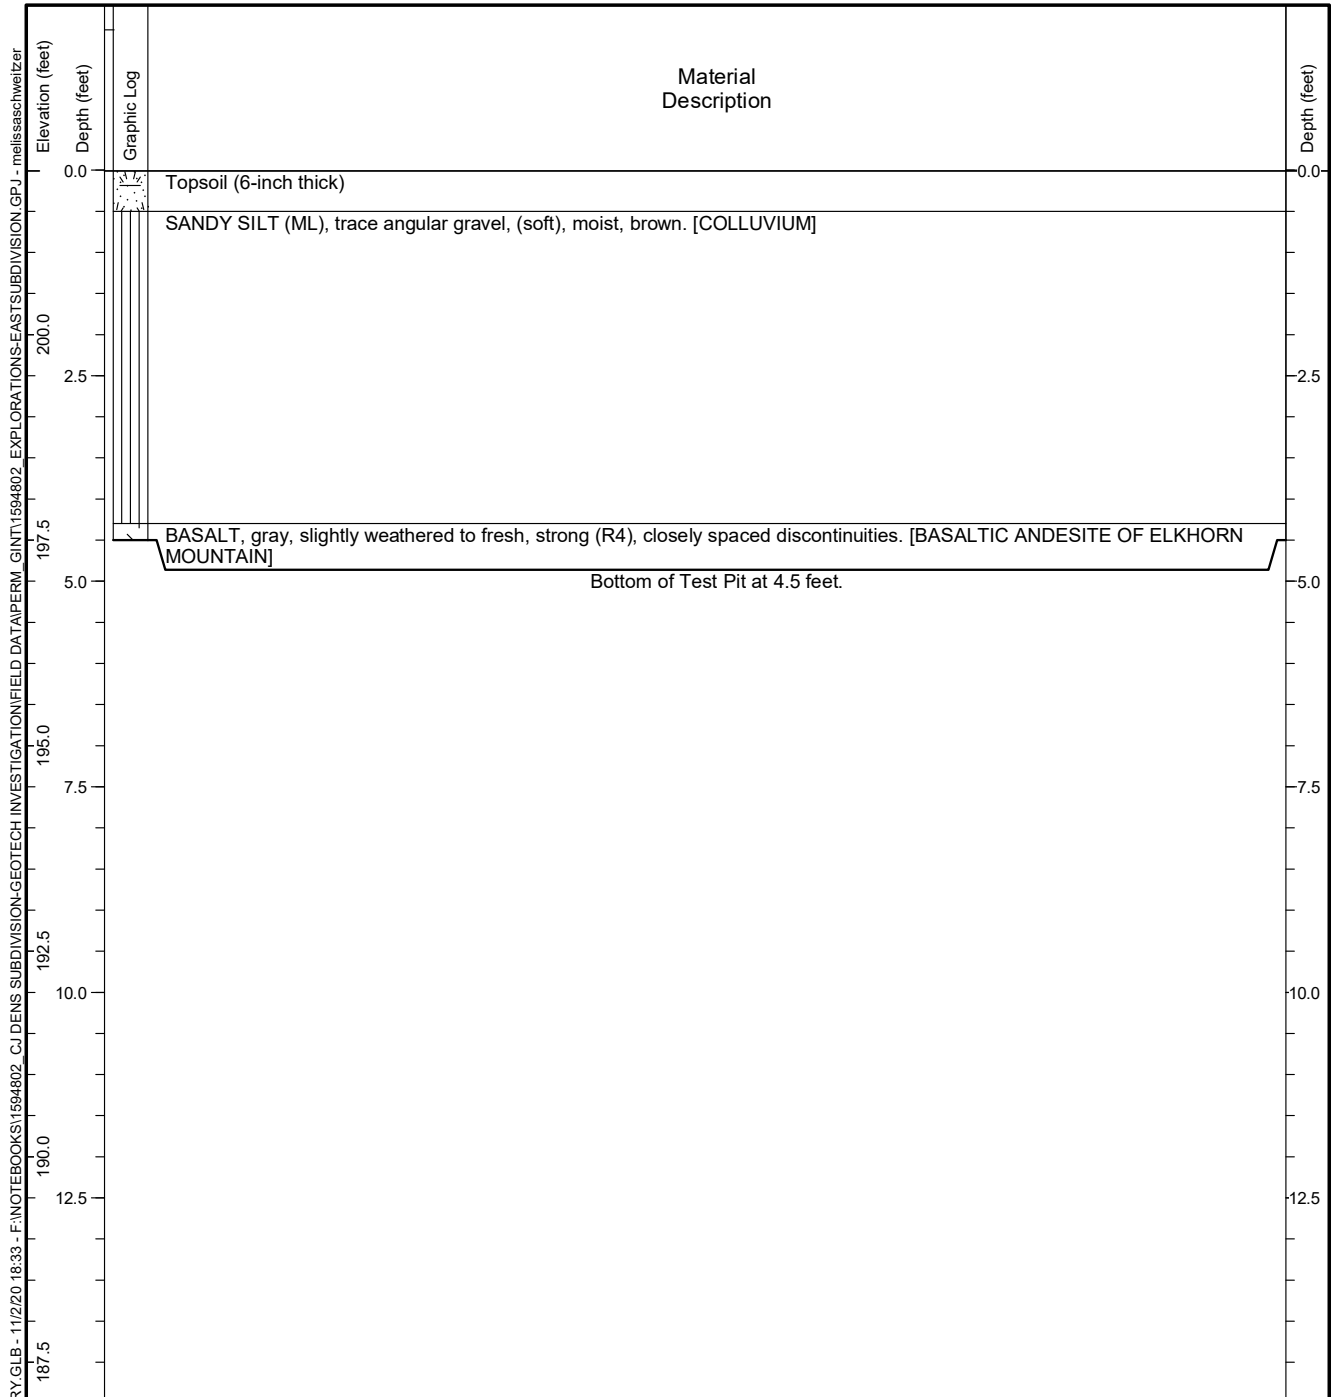 RY.GLB - 11/2/20 18:33 - F:\NOTEBOOKS\1594802_CJ DENS SUBDIVISION-GEOTECH INVESTIGATION\FIELD DATA\PERM_GINT\1594802_EXPLORATIONS-EASTSUBDIVISION.GPJ - melissaschweitzer
Elevation (feet)
Depth (feet)
Graphic Log
Material
Description
Depth (feet)
0.0
0.0
Topsoil (6-inch thick)
SANDY SILT (ML), trace angular gravel, (soft), moist, brown. [COLLUVIUM]
200.0
2.5
2.5
197.5
BASALT, gray, slightly weathered to fresh, strong (R4), closely spaced discontinuities. [BASALTIC ANDESITE OF ELKHORN
MOUNTAIN]
5.0
Bottom of Test Pit at 4.5 feet.
5.0
195.0
7.5
7.5
192.5
10.0
10.0
190.0
12.5
12.5
187.5